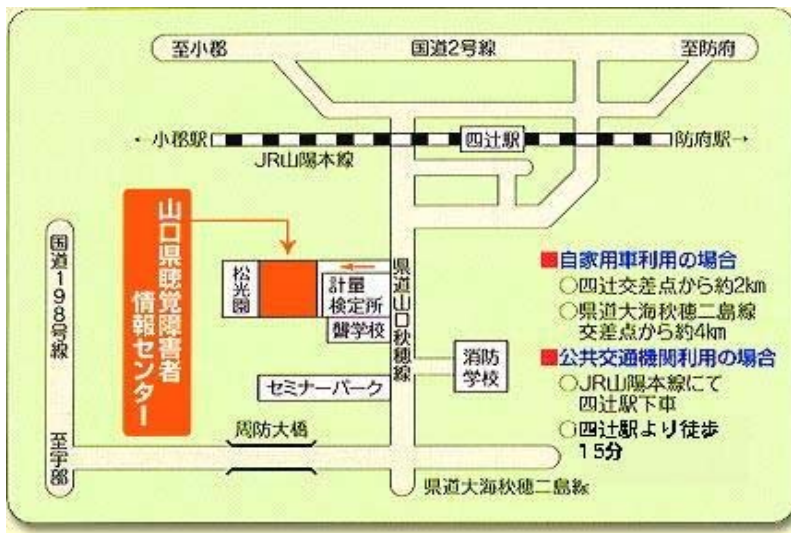 至小郡
国道2号線
至防府
←小郡駅
四辻駅
防府駅→
JR山陽本線
山口県聴覚障害者
情報センター
国道198号線
至宇部
松光園
計量
検定所
聾学校
県道山口秋穂線
消防
学校
セミナーパーク
周防大橋
県道大海秋穂二島線
■自家用車利用の場合
○四辻交差点から約2km
○県道大海秋穂二島線
交差点から約4km
■公共交通機関利用の場合
○JR山陽本線にて
四辻駅下車
○四辻駅より徒歩
15分